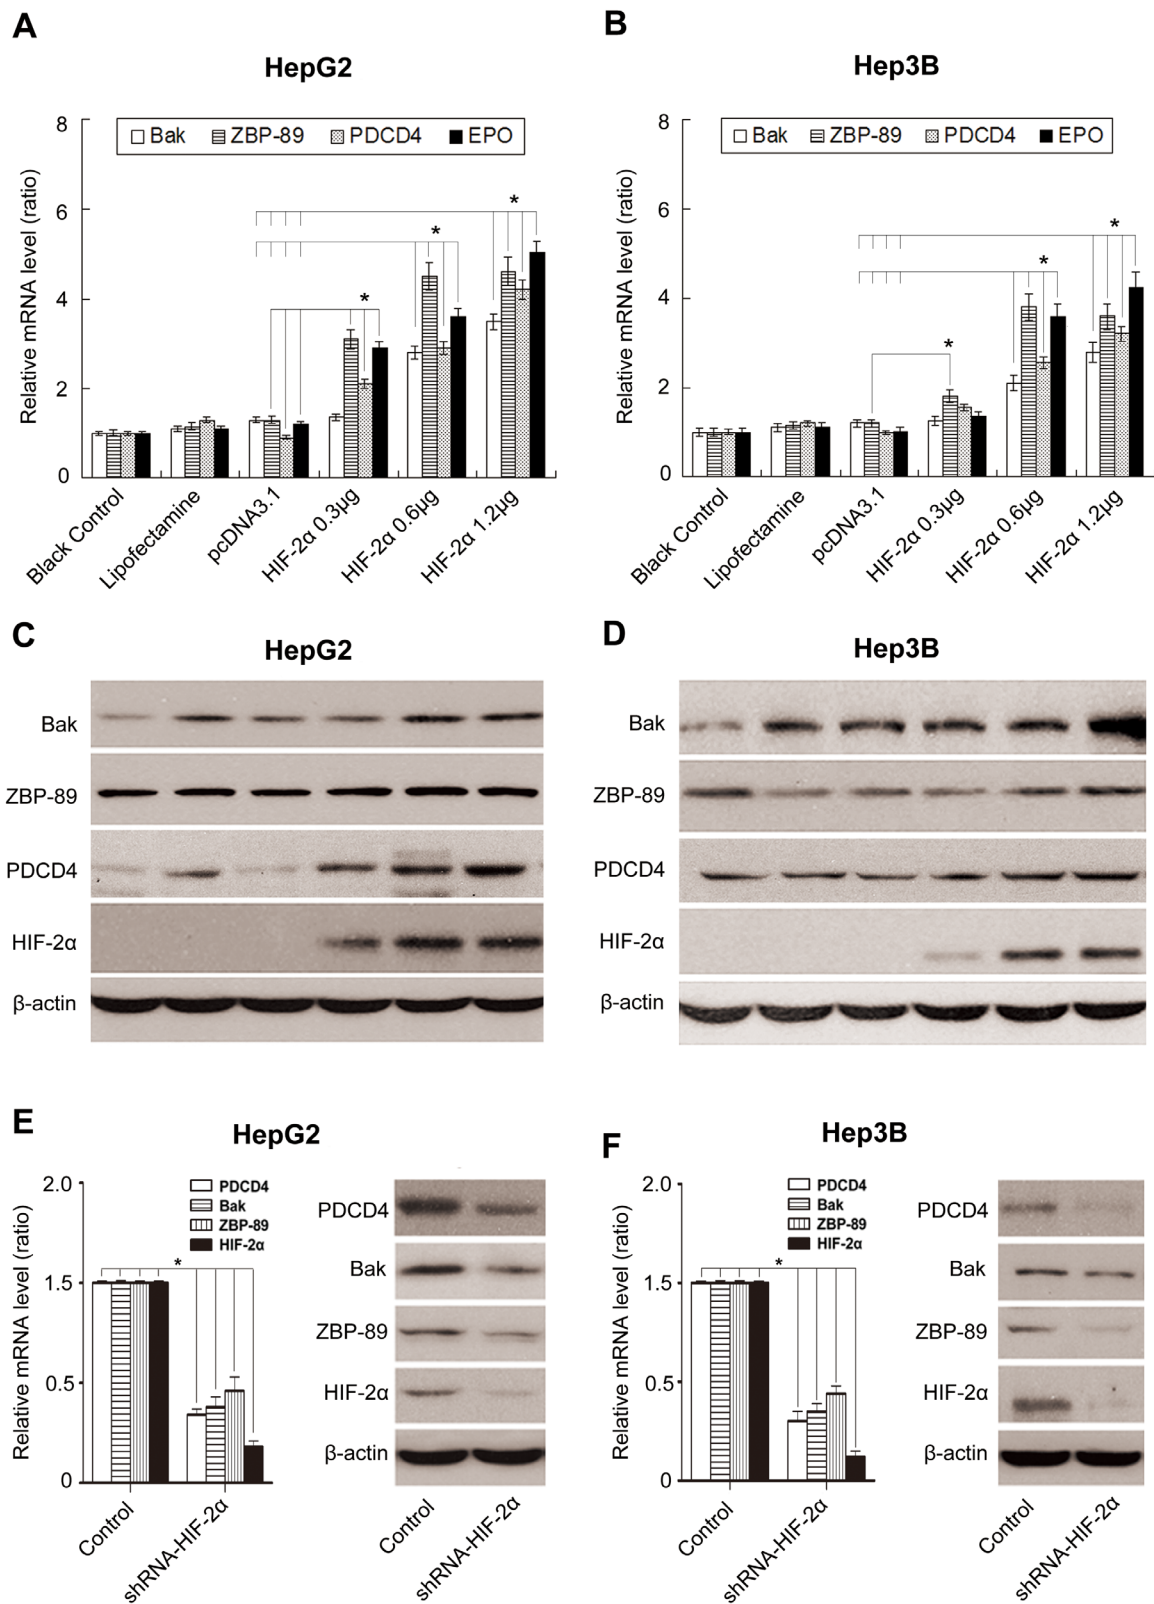 A
B
HepG2
Hep3B
Relative mRNA level (ratio)
8
6
4
2
0
Bak ZBP-89 PDCD4 EPO
*
*
*
Black Control
Lipofectamine
pcDNA3.1
HIF-2α 0.3μg
HIF-2α 0.6μg
HIF-2α 1.2μg
Relative mRNA level (ratio)
8
6
4
2
0
Bak ZBP-89 PDCD4 EPO
*
*
*
Black Control
Lipofectamine
pcDNA3.1
HIF-2α 0.3μg
HIF-2α 0.6μg
HIF-2α 1.2μg
C
HepG2
Bak
ZBP-89
PDCD4
HIF-2α
β-actin
D
Hep3B
Bak
ZBP-89
PDCD4
HIF-2α
β-actin
E
HepG2
Relative mRNA level (ratio)
2.0
1.5
0.5
0
PDCD4
Bak
ZBP-89
HIF-2α
*
Control
shRNA-HIF-2α
PDCD4
Bak
ZBP-89
HIF-2α
β-actin
Control
shRNA-HIF-2α
F
Hep3B
Relative mRNA level (ratio)
2.0
1.5
0.5
0
PDCD4
Bak
ZBP-89
HIF-2α
*
Control
shRNA-HIF-2α
PDCD4
Bak
ZBP-89
HIF-2α
β-actin
Control
shRNA-HIF-2α